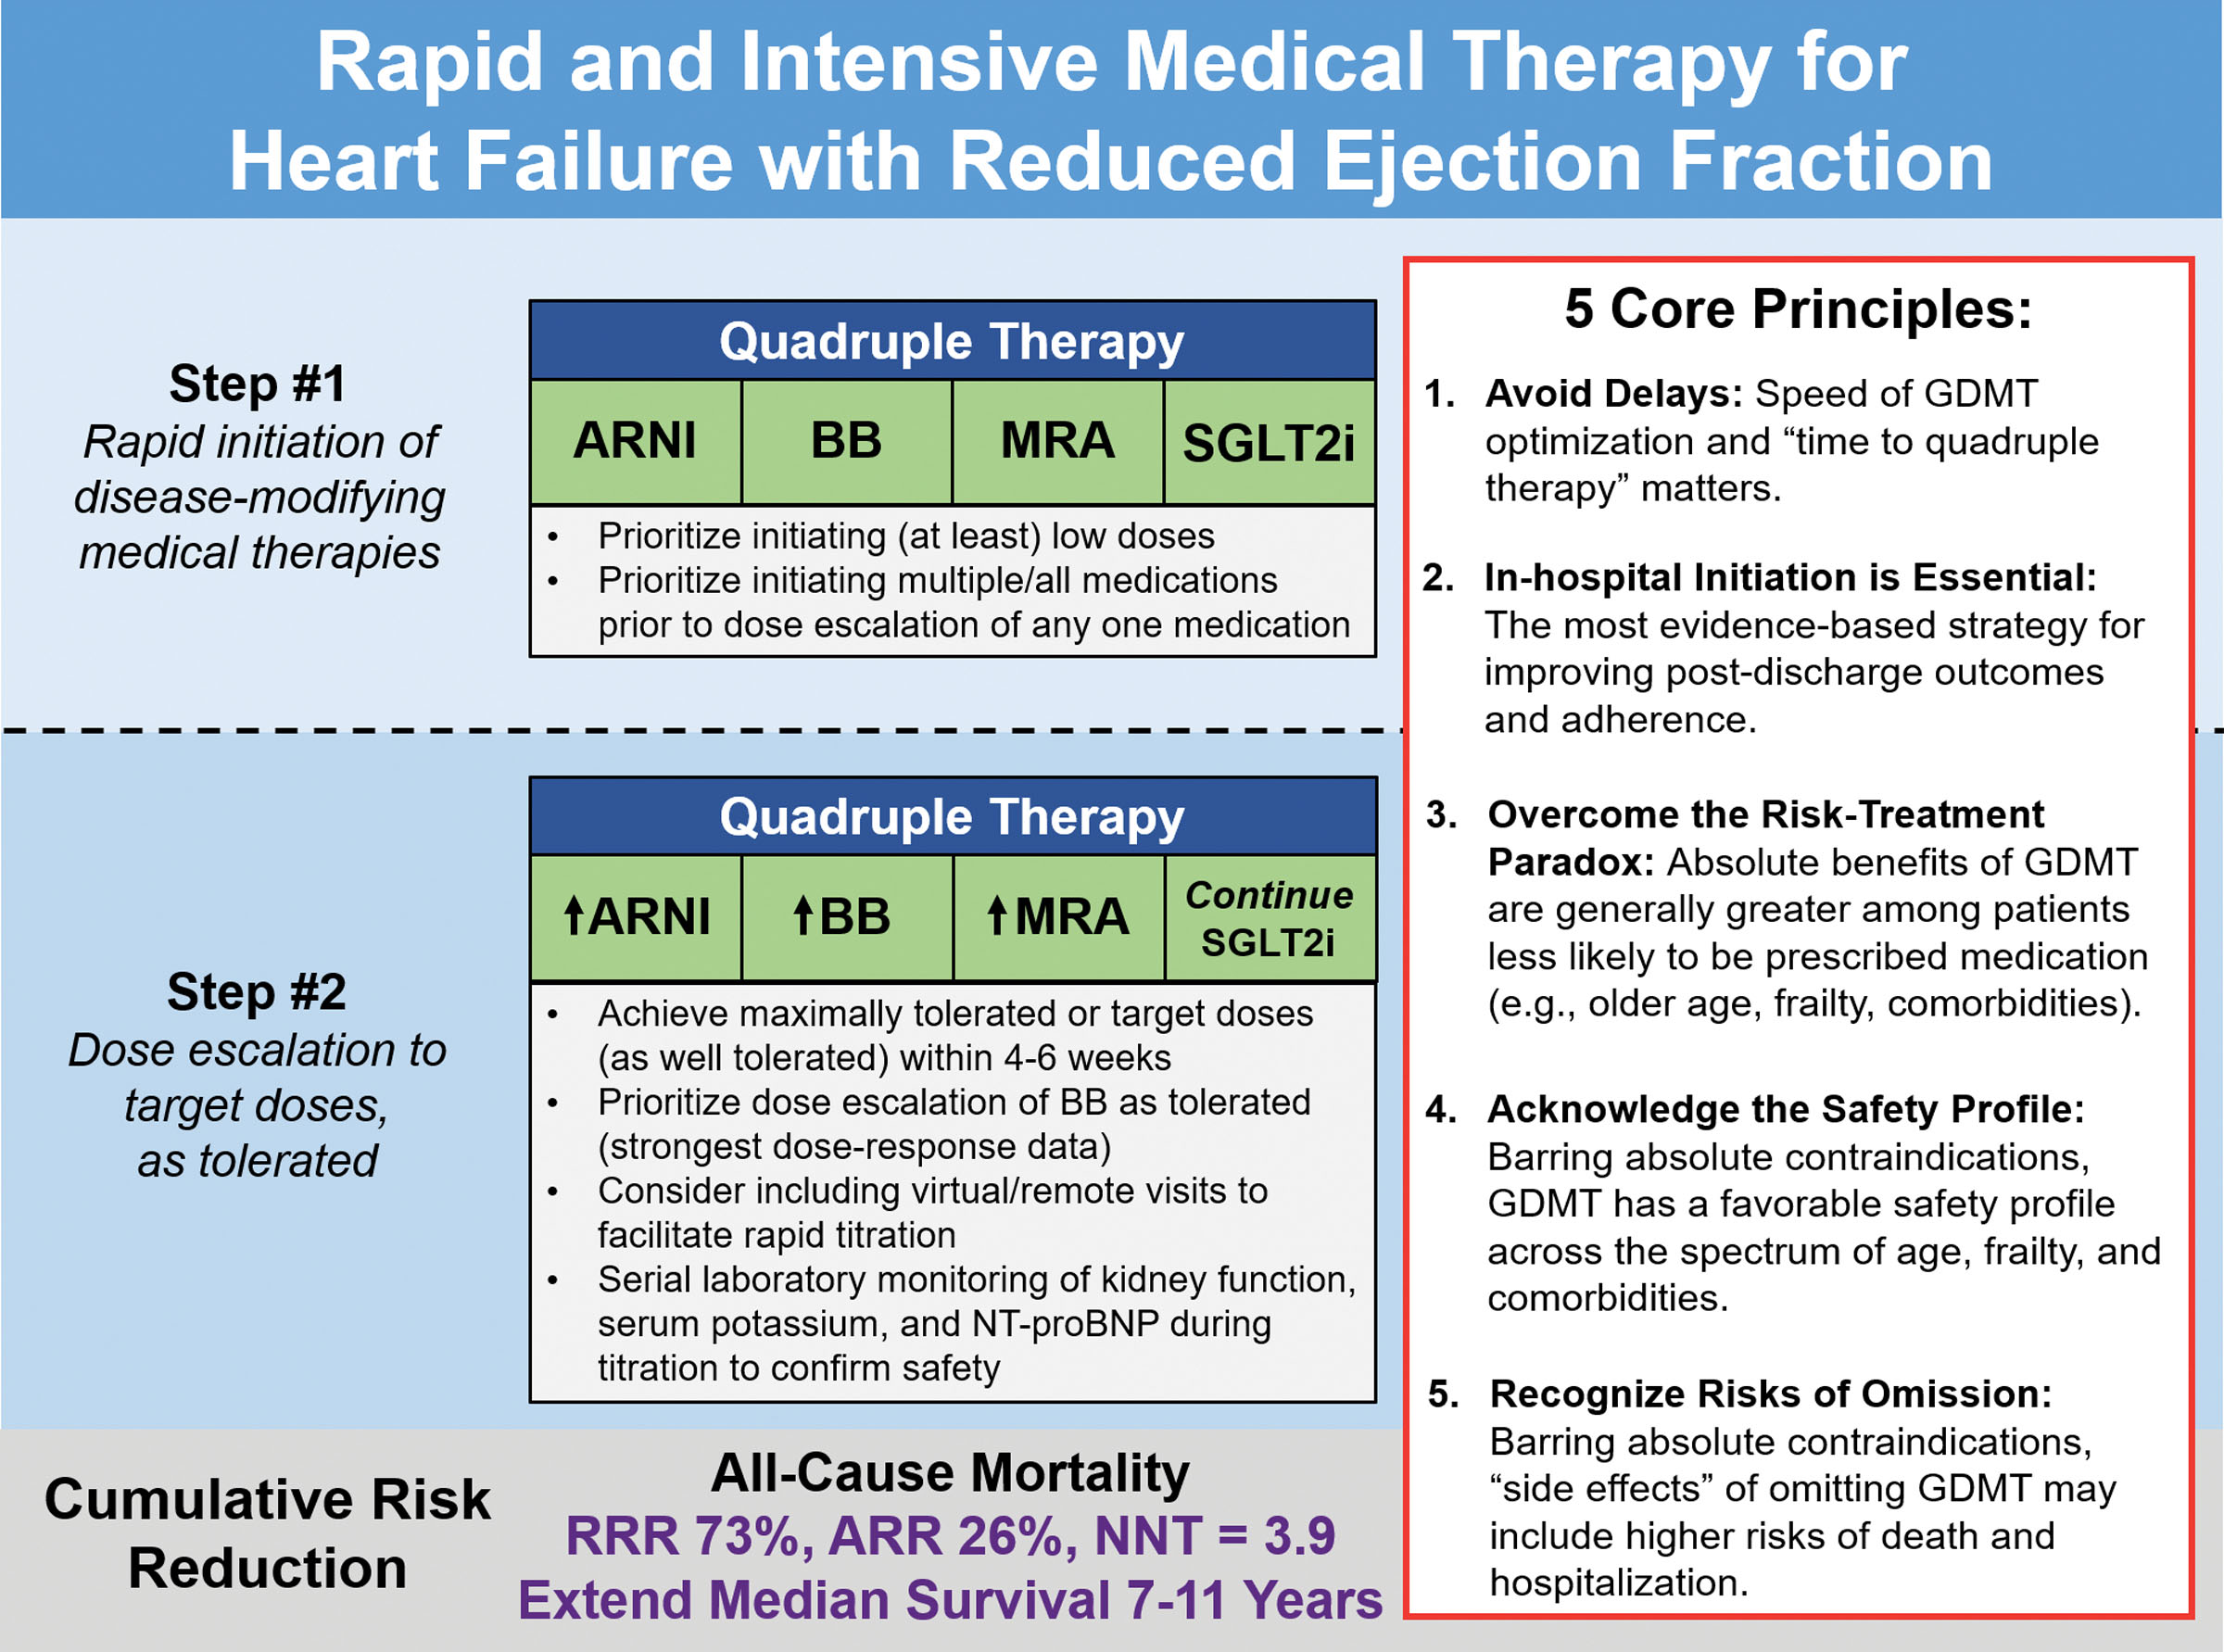 Rapid and Intensive Medical Therapy for
Heart Failure with Reduced Ejection Fraction
Step #1
Rapid initiation of
disease-modifying
medical therapies
Quadruple Therapy
ARNI BB MRA SGLT2i
• Prioritize initiating (at least) low doses
• Prioritize initiating multiple/all medications
prior to dose escalation of any one medication
Step #2
Dose escalation to
target doses,
as tolerated
Quadruple Therapy
↑ARNI ↑BB ↑MRA Continue
SGLT2i
• Achieve maximally tolerated or target doses
(as well tolerated) within 4-6 weeks
• Prioritize dose escalation of BB as tolerated
(strongest dose-response data)
• Consider including virtual/remote visits to
facilitate rapid titration
• Serial laboratory monitoring of kidney function,
serum potassium, and NT-proBNP during
titration to confirm safety
Cumulative Risk
Reduction
All-Cause Mortality
RRR 73%, ARR 26%, NNT = 3.9
Extend Median Survival 7-11 Years
5 Core Principles:
1. Avoid Delays: Speed of GDMT
optimization and “time to quadruple
therapy” matters.
2. In-hospital Initiation is Essential:
The most evidence-based strategy for
improving post-discharge outcomes
and adherence.
3. Overcome the Risk-Treatment
Paradox: Absolute benefits of GDMT
are generally greater among patients
less likely to be prescribed medication
(e.g., older age, frailty, comorbidities).
4. Acknowledge the Safety Profile:
Barring absolute contraindications,
GDMT has a favorable safety profile
across the spectrum of age, frailty, and
comorbidities.
5. Recognize Risks of Omission:
Barring absolute contraindications,
“side effects” of omitting GDMT may
include higher risks of death and
hospitalization.